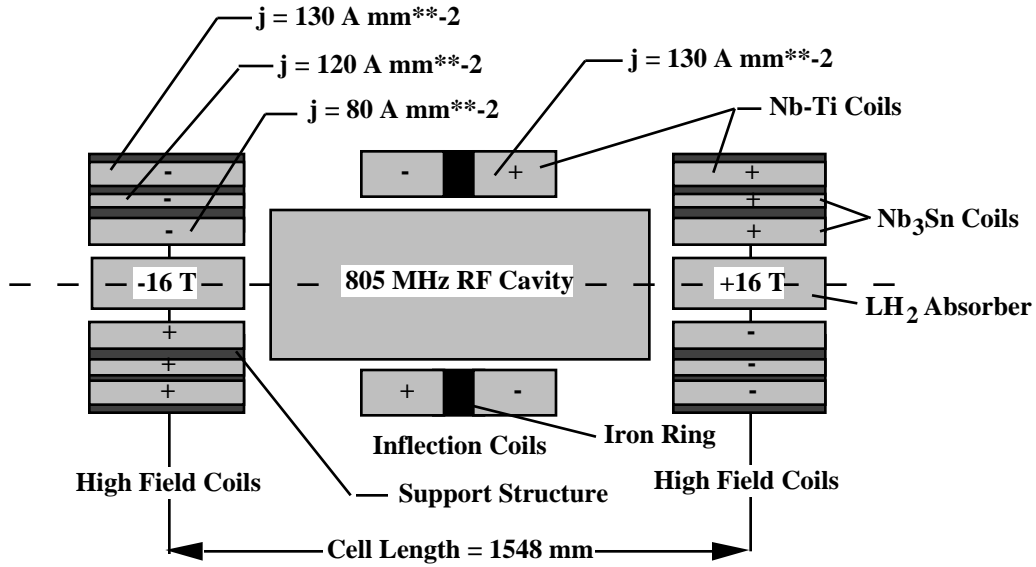 j = 130 A mm**-2
j = 120 A mm**-2
j = 130 A mm**-2
j = 80 A mm**-2
Nb-Ti Coils
- - + +
- +
Nb3Sn Coils
- +
-16 T 805 MHz RF Cavity +16 T
LH2 Absorber
+ -
+ -
+ + - -
Iron Ring
Inflection Coils
High Field Coils
Support Structure
High Field Coils
Cell Length = 1548 mm